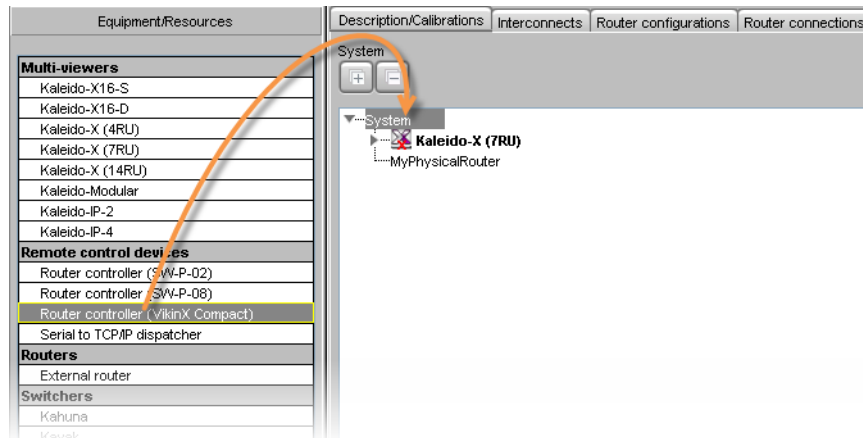 Equipment/Resources
Multi-viewers
Kaleido-X16-S
Kaleido-X16-D
Kaleido-X (4RU)
Kaleido-X (7RU)
Kaleido-X (14RU)
Kaleido-Modular
Kaleido-IP-2
Kaleido-IP-4
Remote control devices
Router controller (SW-P-02)
Router controller (SW-P-08)
Router controller (VikinX Compact)
Serial to TCP/IP dispatcher
Routers
External router
Switchers
Kahuna
Kayak
Description/Calibrations Interconnects Router configurations Router connections
System
System
Kaleido-X (7RU)
MyPhysicalRouter